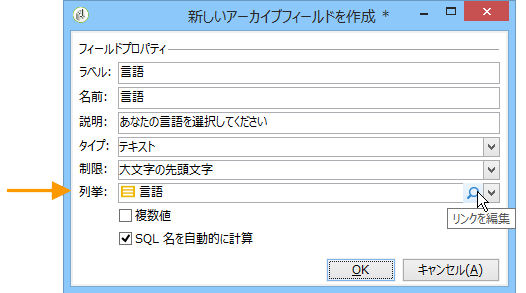 新しいアーカイブフィールドを作成 *
フィールドプロパティ
ラベル: 言語
名前: 言語
説明: あなたの言語を選択してください
タイプ: テキスト
制限: 大文字の先頭文字
列挙: 言語
リンクを編集
複数値
SQL 名を自動的に計算
OK キャンセル(A)